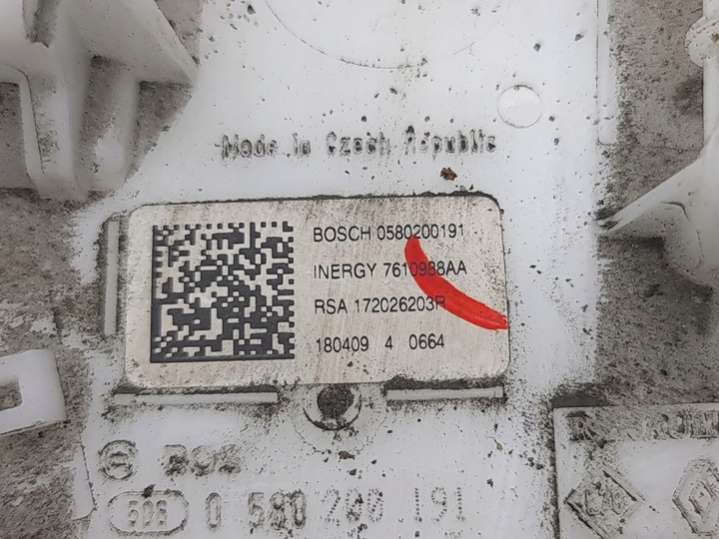 Made in Czech Republic
BOSCH 0580200191
INERGY 7610988AA
RSA 172026203R
180409 4 0664
0 580 200 191